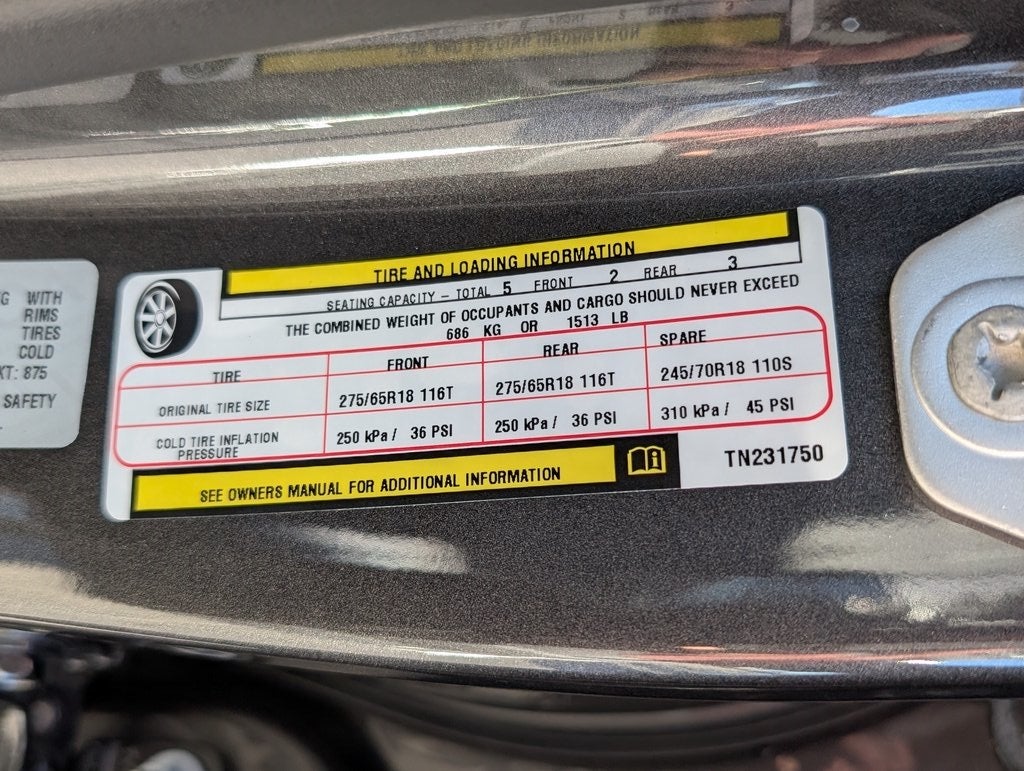 TIRE AND LOADING INFORMATION
SEATING CAPACITY – TOTAL 5 FRONT 2 REAR 3
THE COMBINED WEIGHT OF OCCUPANTS AND CARGO SHOULD NEVER EXCEED
686 KG OR 1513 LB
TIRE FRONT REAR SPARE
ORIGINAL TIRE SIZE 275/65R18 116T 275/65R18 116T 245/70R18 110S
COLD TIRE INFLATION
PRESSURE 250 kPa / 36 PSI 250 kPa / 36 PSI 310 kPa / 45 PSI
SEE OWNERS MANUAL FOR ADDITIONAL INFORMATION
TN231750
WITH
RIMS
TIRES
COLD
: 875
SAFETY